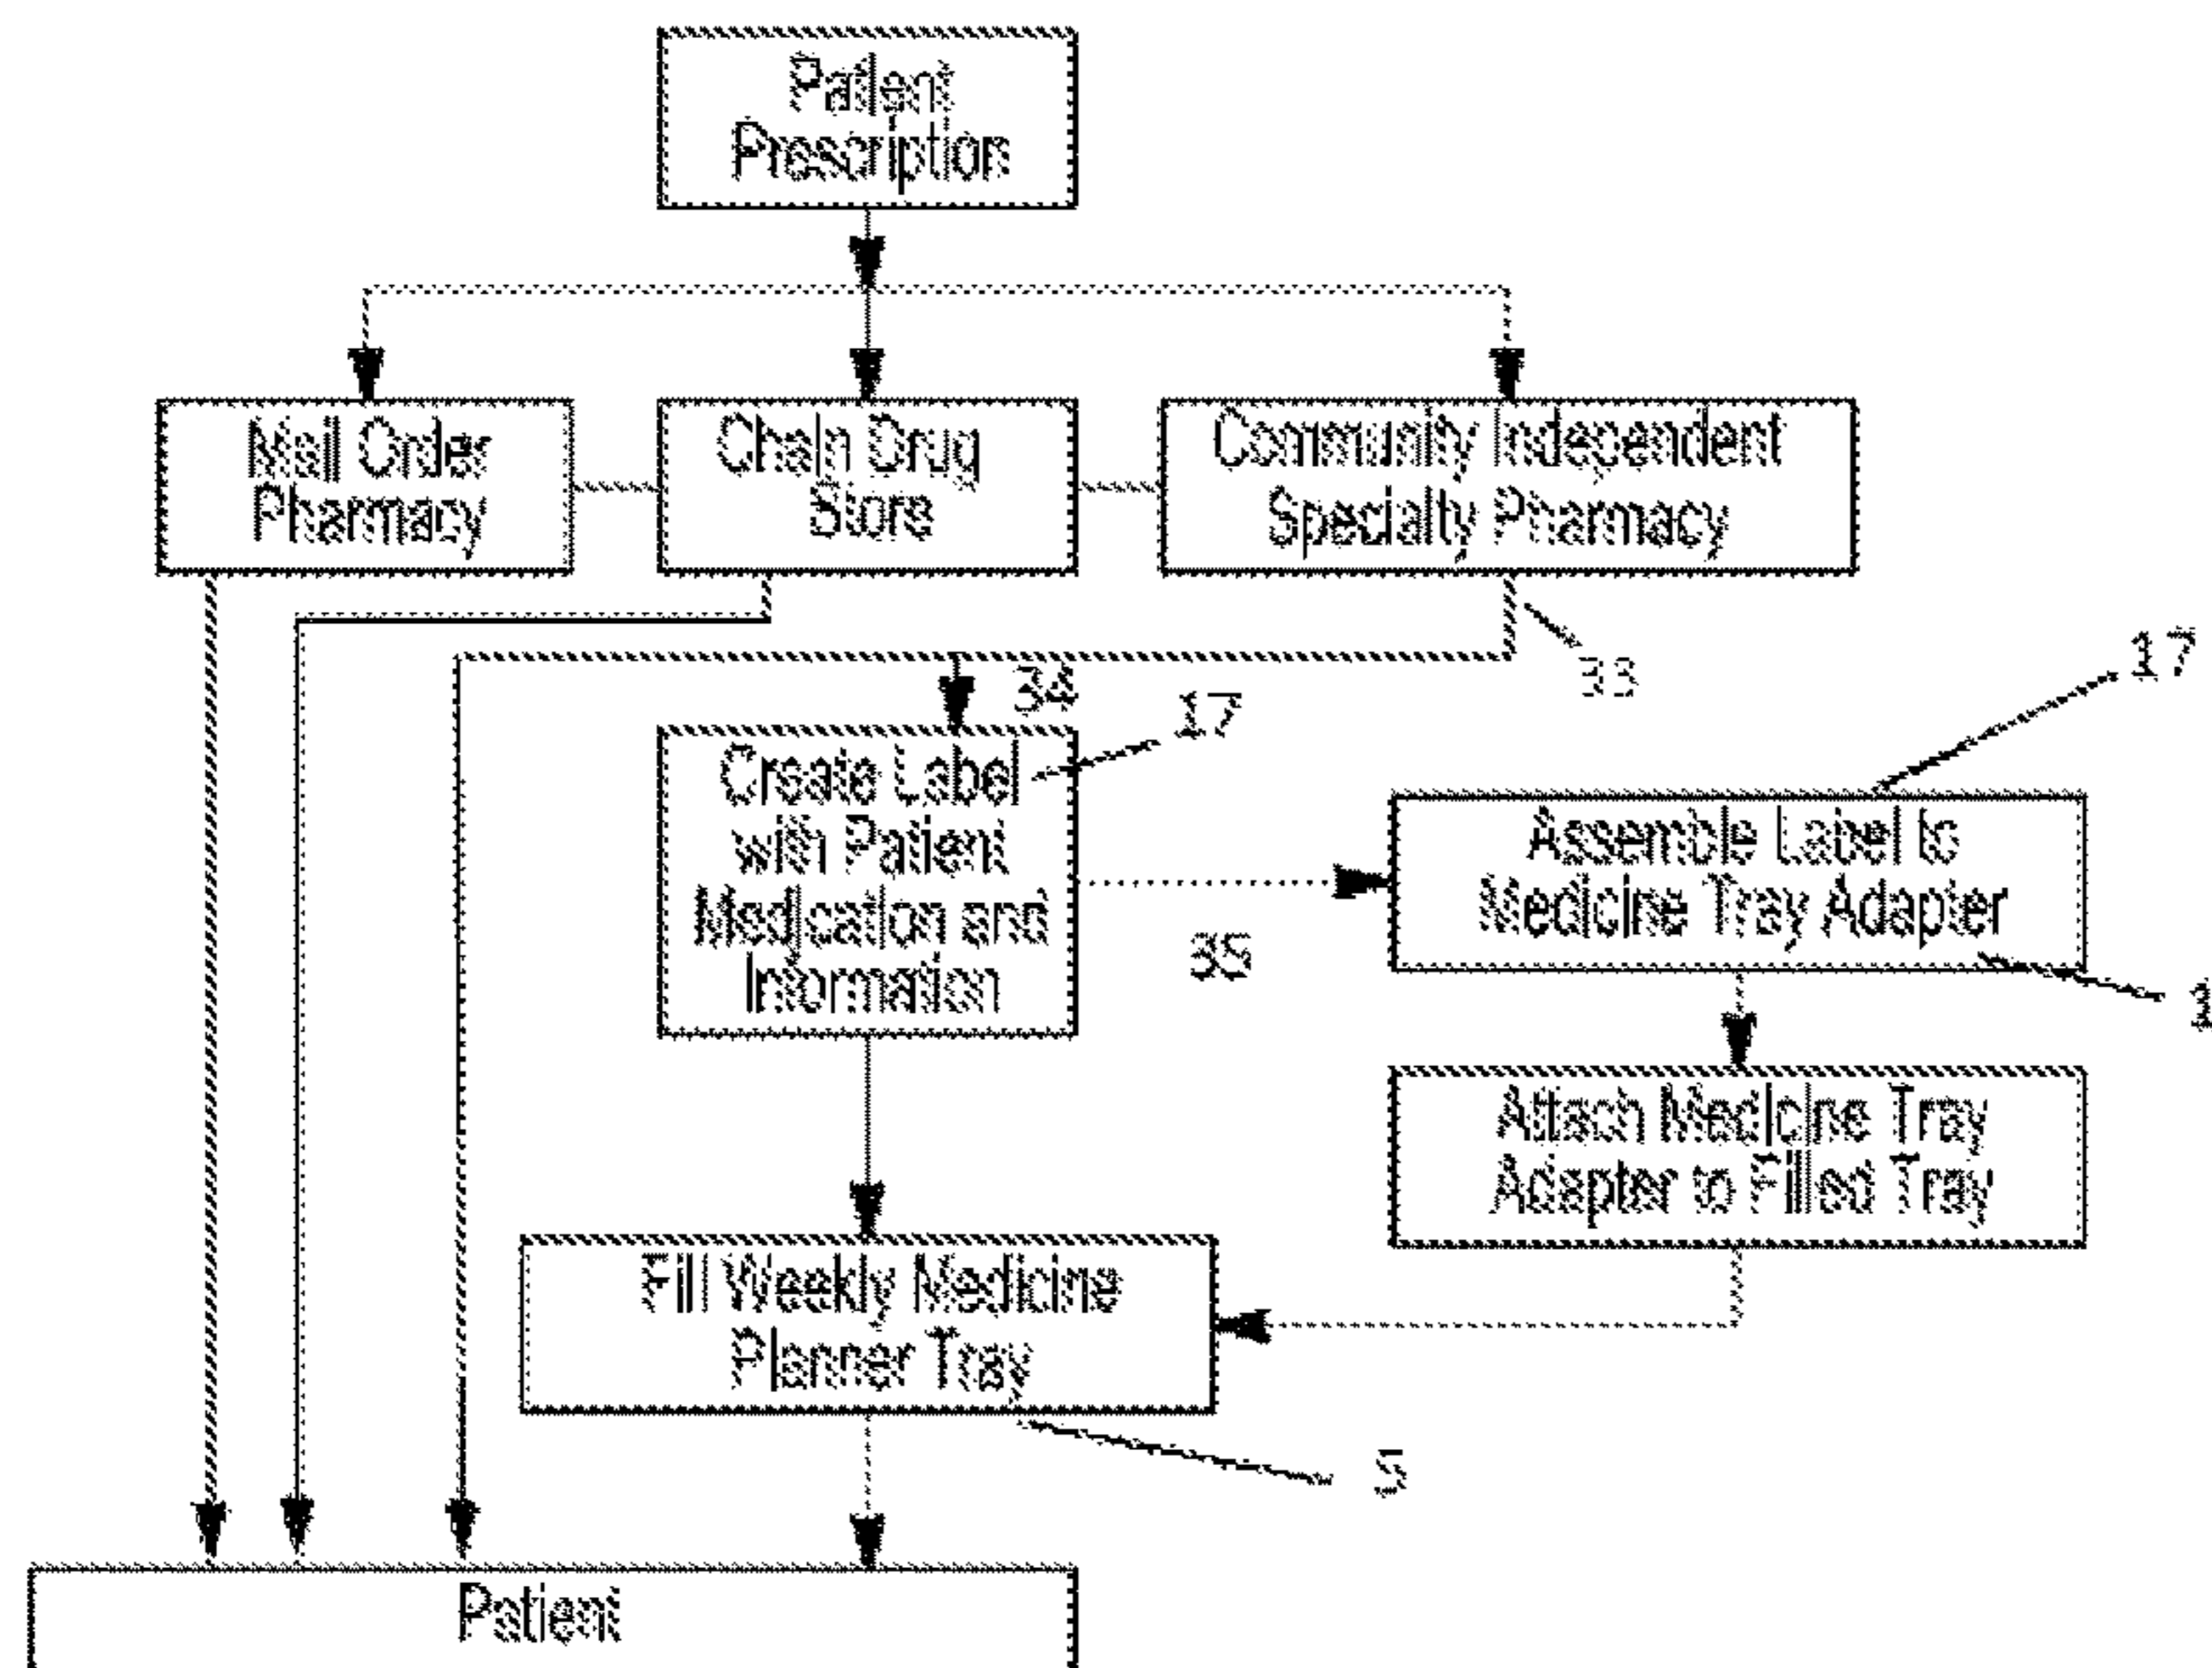 Patient
Prescription
Mail Order
Pharmacy
Chain Drug
Store
Community Independent
Specialty Pharmacy
33
34
17
17
Create Label
with Patient
Medication and
Information
Assemble Label to
Medicine Tray Adapter
35
1
Attach Medicine Tray
Adapter to Filled Tray
Fill Weekly Medicine
Planner Tray
5
Patient